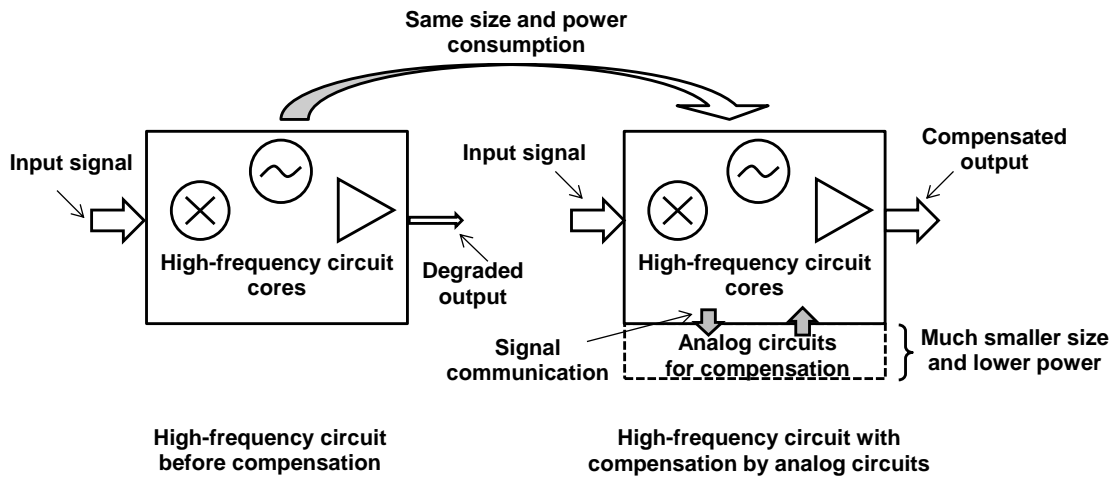 Same size and power
consumption
Input signal
High-frequency circuit
cores
Degraded
output
Input signal
Compensated
output
High-frequency circuit
cores
Signal
communication
Analog circuits
for compensation
Much smaller size
and lower power
High-frequency circuit
before compensation
High-frequency circuit with
compensation by analog circuits